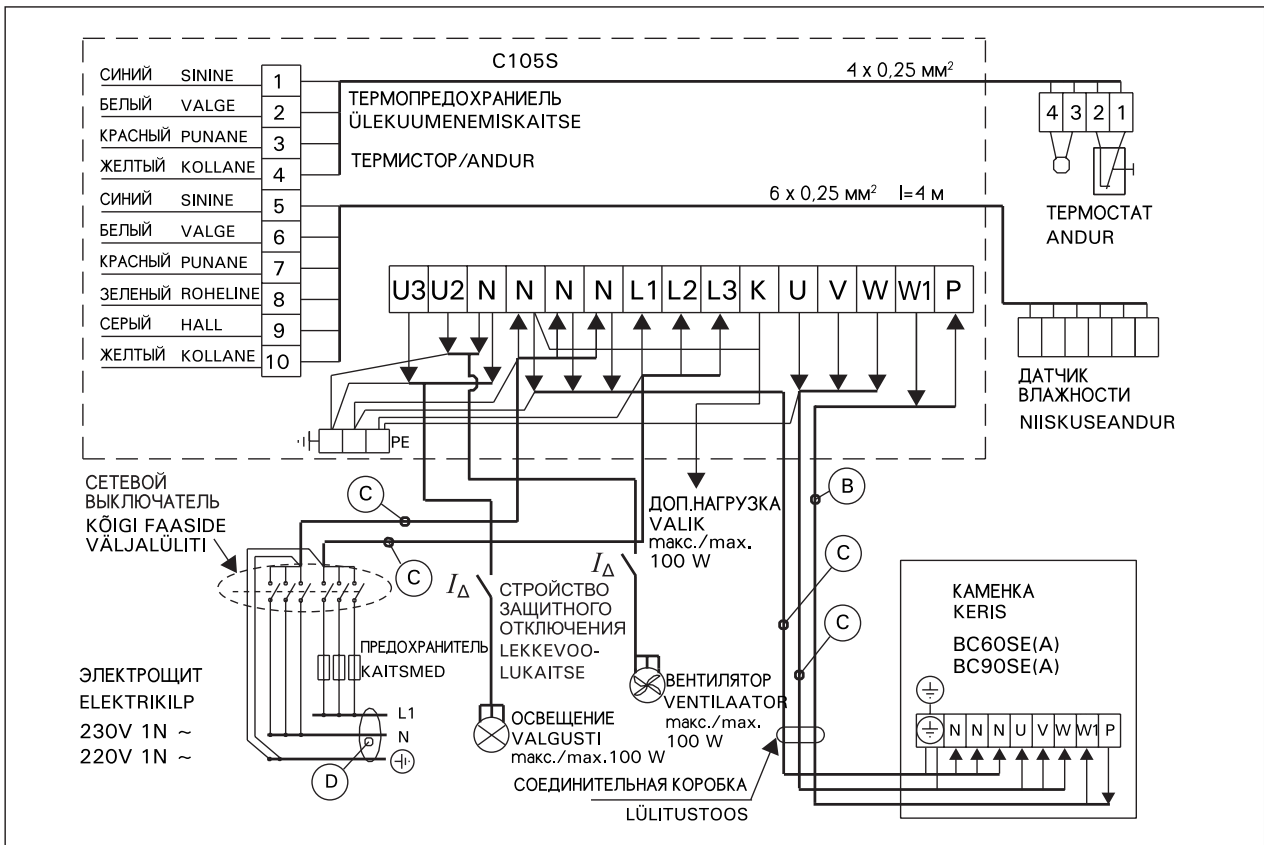 C105S
4 x 0,25 мм²
СИНИЙ SININE 1
БЕЛЫЙ VALGE 2
КРАСНЫЙ PUNANE 3
ЖЕЛТЫЙ KOLLANE 4
СИНИЙ SININE 5
БЕЛЫЙ VALGE 6
КРАСНЫЙ PUNANE 7
ЗЕЛЕНЫЙ ROHELINE 8
СЕРЫЙ HALL 9
ЖЕЛТЫЙ KOLLANE 10
ТЕРМОПРЕДОХРАНИЕЛЬ
ÜLEKUUMENEMISKAITSE
ТЕРМИСТОР/ANDUR
4 3 2 1
ТЕРМОСТАТ
ANDUR
6 x 0,25 мм² l=4 м
U3 U2 N N N N L1 L2 L3 K U V W W1 P
ДАТЧИК
ВЛАЖНОСТИ
NIISKUSEANDUR
PE
СЕТЕВОЙ
ВЫКЛЮЧАТЕЛЬ
KÕIGI FAASIDE
VÄLJALÜLITI
C
C
B
C
C
ДОП.НАГРУЗКА
VALIK
макс./max.
100 W
I∆
СТРОЙСТВО
ЗАЩИТНОГО
ОТКЛЮЧЕНИЯ
LEKKEVOO-
LUKAITSE
I∆
ПРЕДОХРАНИТЕЛЬ
KAITSMED
ЭЛЕКТРОЩИТ
ELEKTRIKILP
230V 1N ~
220V 1N ~
L1
N
D
ОСВЕЩЕНИЕ
VALGUSTI
макс./max.100 W
ВЕНТИЛЯТОР
VENTILAATOR
макс./max.
100 W
СОЕДИНИТЕЛЬНАЯ КОРОБКА
LÜLITUSTOOS
КАМЕНКА
KERIS
BC60SE(A)
BC90SE(A)
N N N U V W W1 P